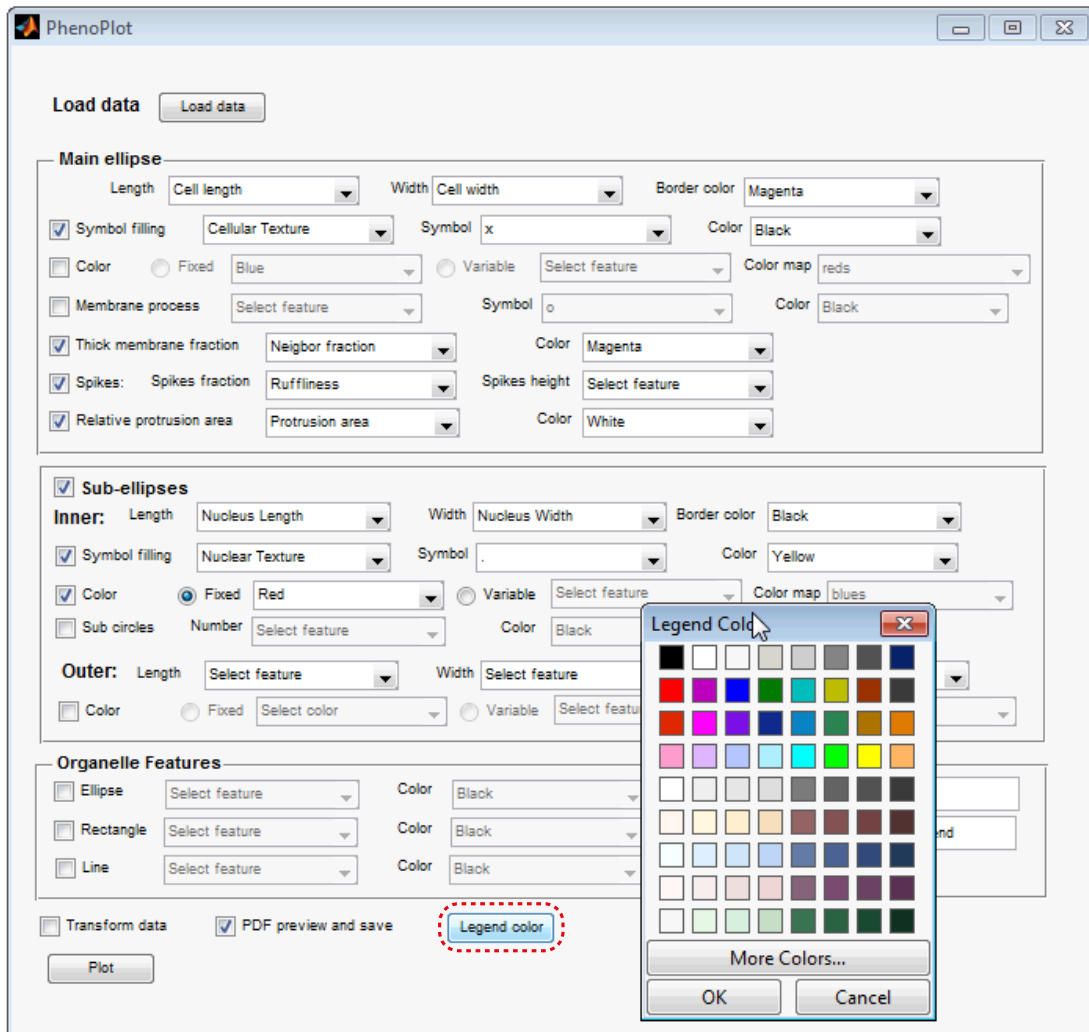 PhenoPlot
Load data Load data
Main ellipse
Length Cell length Width Cell width Border color Magenta
Symbol filling Cellular Texture Symbol x Color Black
Color Fixed Blue Variable Select feature Color map reds
Membrane process Select feature Symbol o Color Black
Thick membrane fraction Neigbor fraction Color Magenta
Spikes: Spikes fraction Ruffliness Spikes height Select feature
Relative protrusion area Protrusion area Color White
Sub-ellipses
Inner: Length Nucleus Length Width Nucleus Width Border color Black
Symbol filling Nuclear Texture Symbol . Color Yellow
Color Fixed Red Variable Select feature Color map blues
Sub circles Number Select feature Color Black
Legend Color
Outer: Length Select feature Width Select feature
Color Fixed Select color Variable
Organelle Features
Ellipse Select feature Color Black
Rectangle Select feature Color Black
Line Select feature Color Black
Transform data PDF preview and save Legend color
More Colors...
Plot
OK Cancel